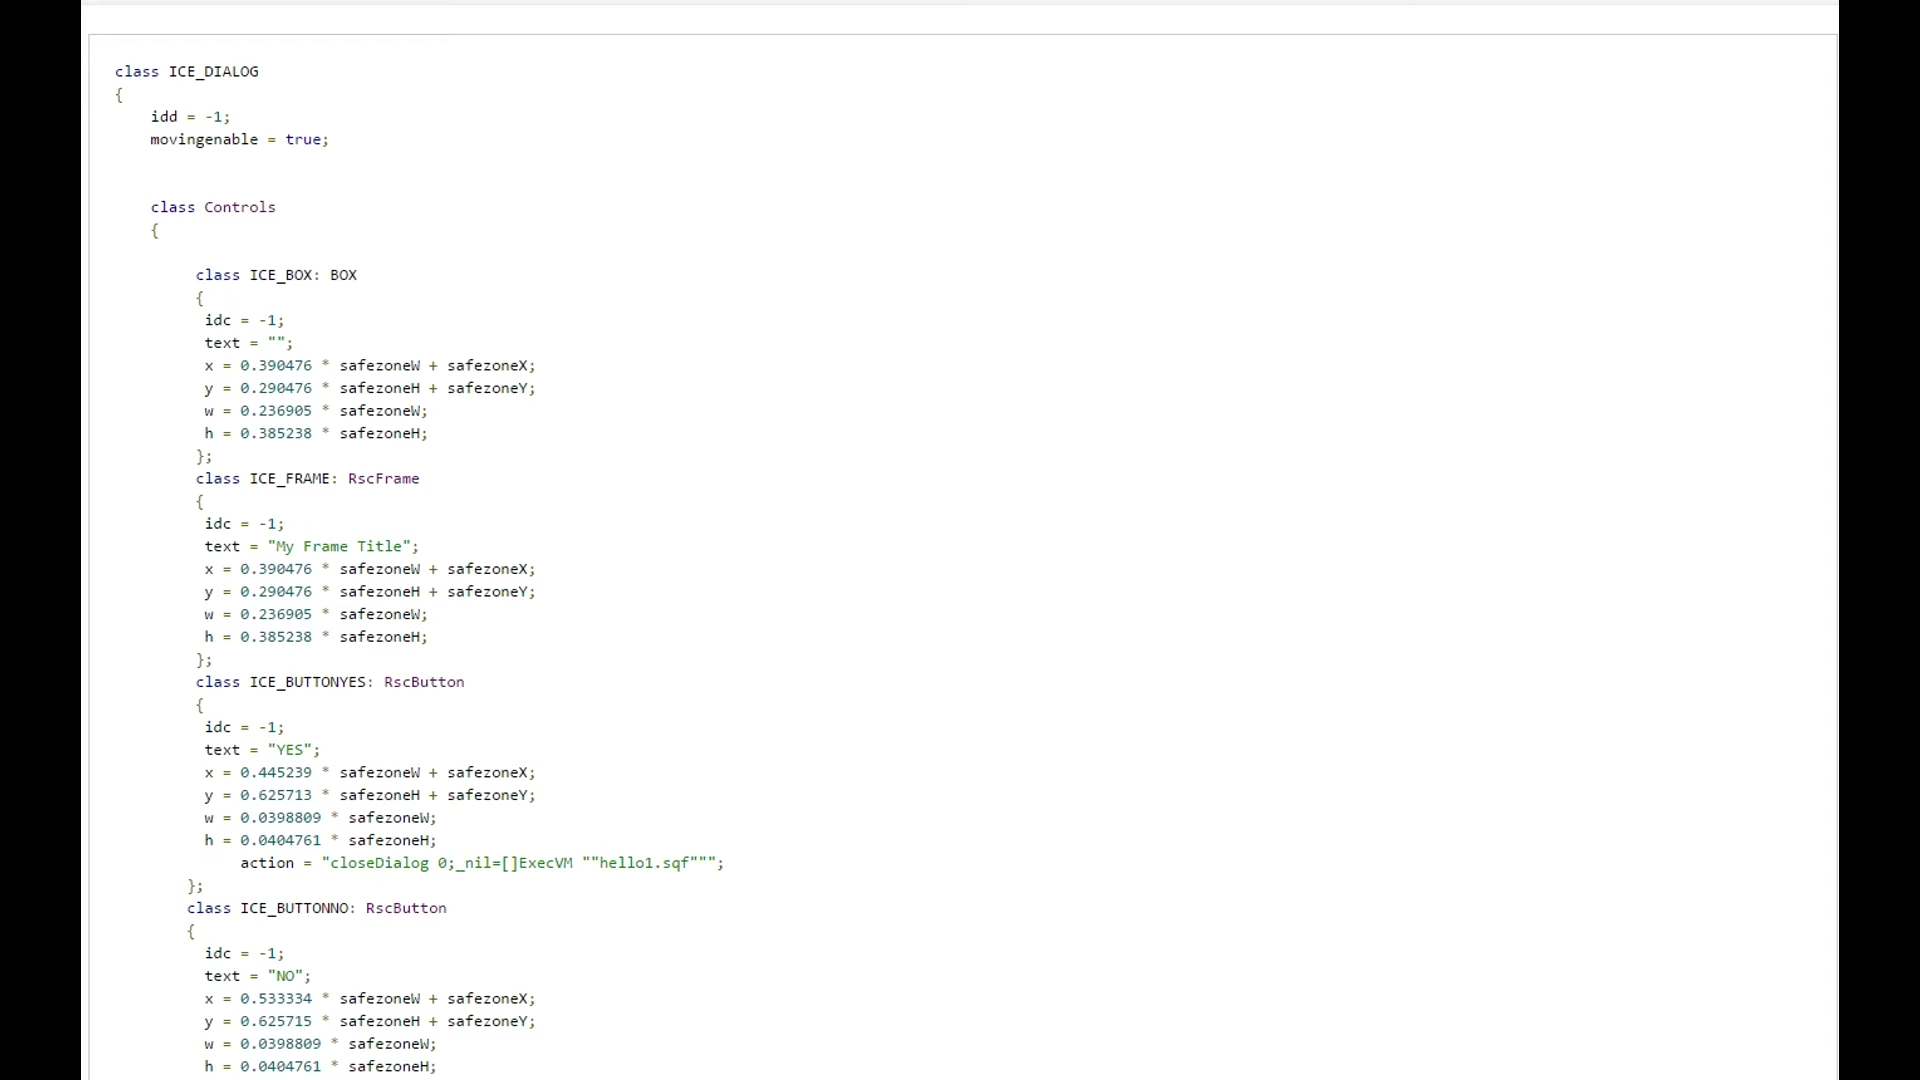 class ICE_DIALOG
{
idd = -1;
movingenable = true;
class Controls
{
class ICE_BOX: BOX
{
idc = -1;
text = "";
x = 0.390476 * safezoneW + safezoneX;
y = 0.290476 * safezoneH + safezoneY;
w = 0.236905 * safezoneW;
h = 0.385238 * safezoneH;
};
class ICE_FRAME: RscFrame
{
idc = -1;
text = "My Frame Title";
x = 0.390476 * safezoneW + safezoneX;
y = 0.290476 * safezoneH + safezoneY;
w = 0.236905 * safezoneW;
h = 0.385238 * safezoneH;
};
class ICE_BUTTONYES: RscButton
{
idc = -1;
text = "YES";
x = 0.445239 * safezoneW + safezoneX;
y = 0.625713 * safezoneH + safezoneY;
w = 0.0398809 * safezoneW;
h = 0.0404761 * safezoneH;
action = "closeDialog 0;_nil=[]ExecVM ""hello1.sqf""";
};
class ICE_BUTTONNO: RscButton
{
idc = -1;
text = "NO";
x = 0.533334 * safezoneW + safezoneX;
y = 0.625715 * safezoneH + safezoneY;
w = 0.0398809 * safezoneW;
h = 0.0404761 * safezoneH;